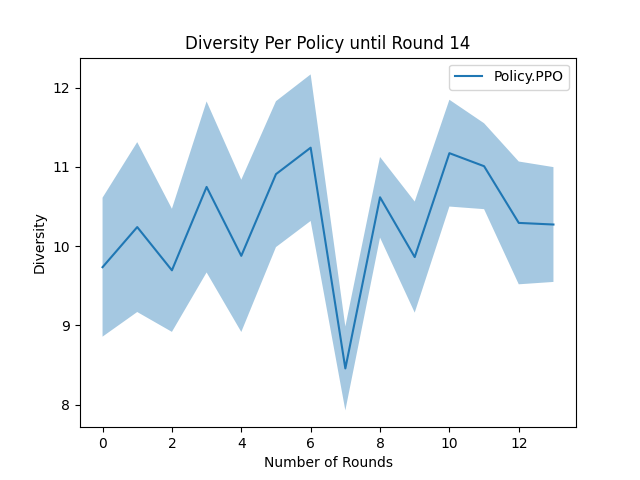 Diversity Per Policy until Round 14
Policy.PPO
12
11
10
9
8
Diversity
0 2 4 6 8 10 12
Number of Rounds